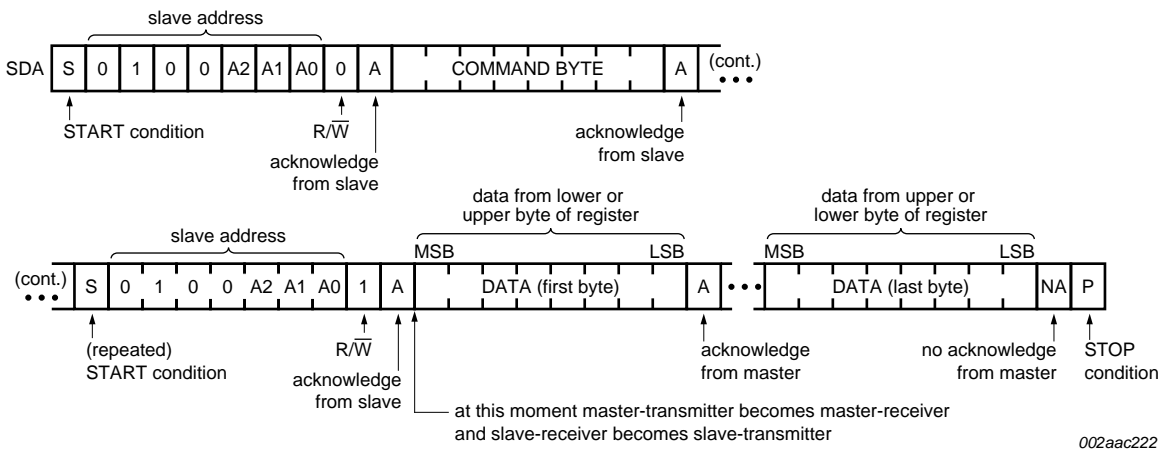 slave address
SDA S 0 1 0 0 A2 A1 A0 0 A COMMAND BYTE A (cont.)
START condition R/W̅ acknowledge from slave acknowledge from slave
data from lower or upper byte of register data from upper or lower byte of register
slave address
MSB LSB MSB LSB
(cont.) S 0 1 0 0 A2 A1 A0 1 A DATA (first byte) A DATA (last byte) NA P
(repeated) START condition R/W̅ acknowledge from slave acknowledge from master no acknowledge from master STOP condition
at this moment master-transmitter becomes master-receiver
and slave-receiver becomes slave-transmitter
002aac222